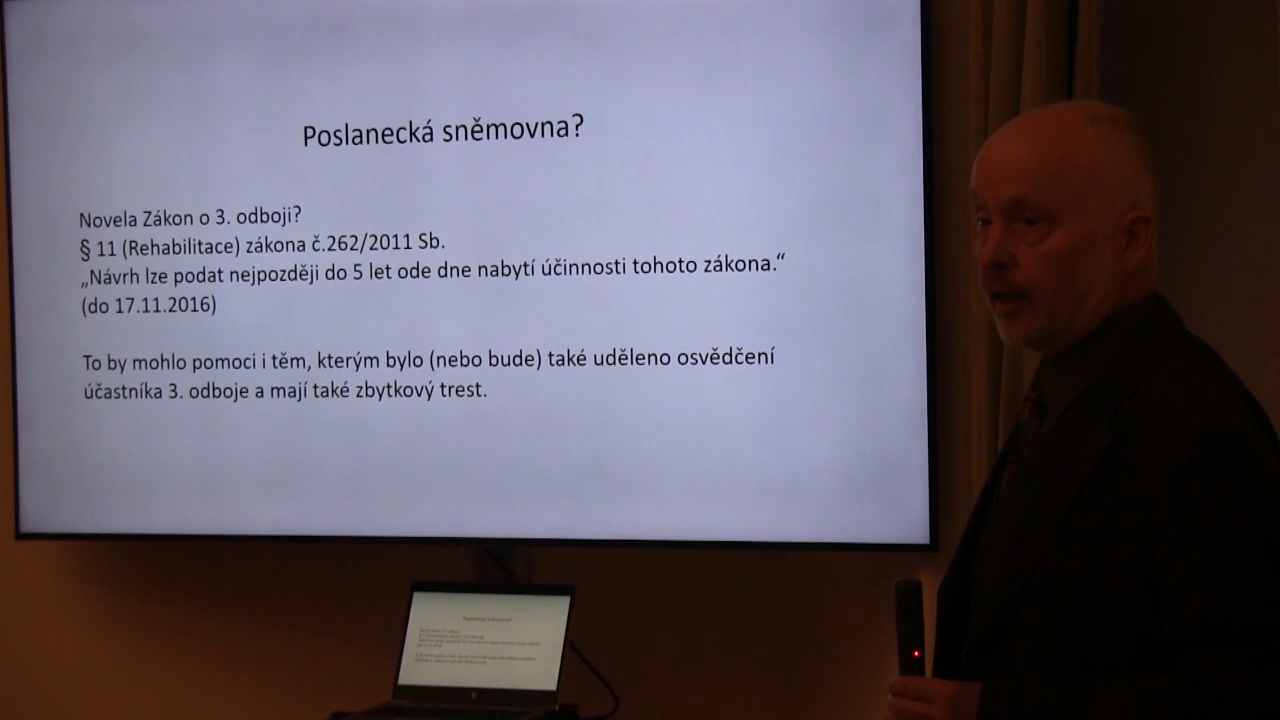 Poslanecká sněmovna?
Novela Zákon o 3. odboji?
§ 11 (Rehabilitace) zákona č.262/2011 Sb.
„Návrh lze podat nejpozději do 5 let ode dne nabytí účinnosti tohoto zákona.“
(do 17.11.2016)
To by mohlo pomoci i těm, kterým bylo (nebo bude) také uděleno osvědčení
účastníka 3. odboje a mají také zbytkový trest.
Poslanecká sněmovna?